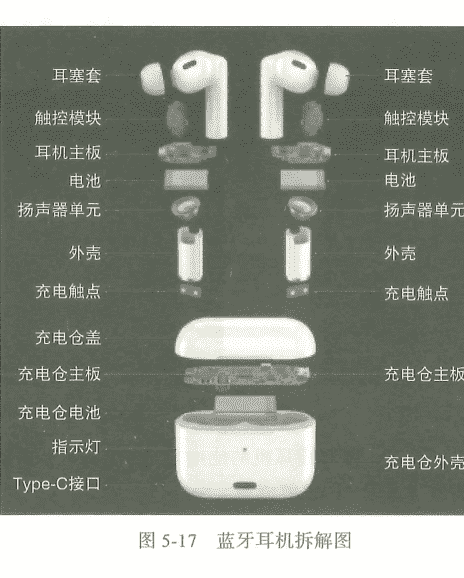 耳塞套 耳塞套
触控模块 触控模块
耳机主板 耳机主板
电池 电池
扬声器单元 扬声器单元
外壳 外壳
充电触点 充电触点
充电仓盖
充电仓主板 充电仓主板
充电仓电池
指示灯
充电仓外壳
Type-C接口
图 5-17 蓝牙耳机拆解图